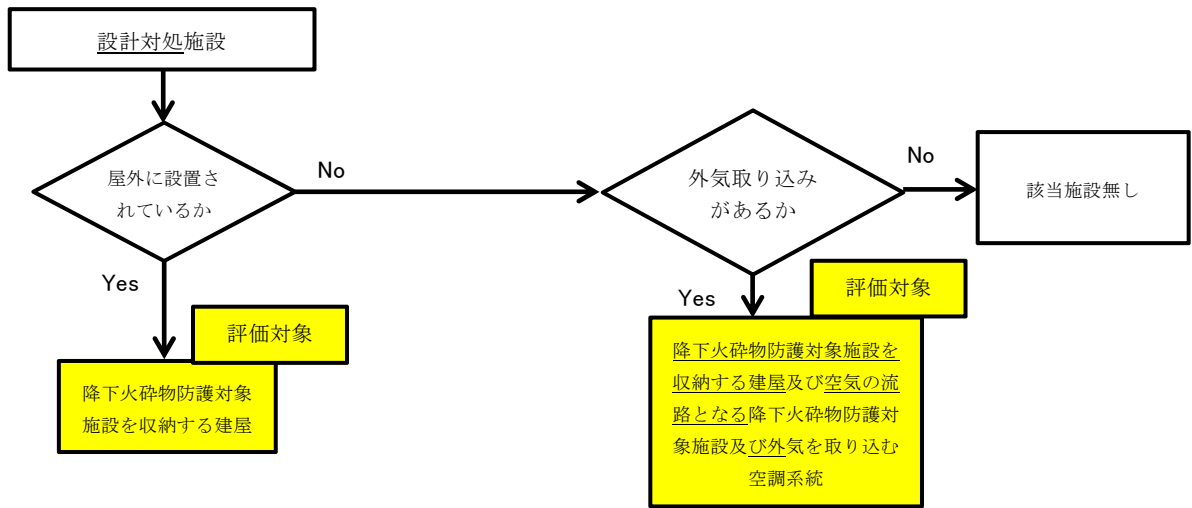 設計対処施設
屋外に設置さ
れているか
No
外気取り込み
があるか
No
該当施設無し
Yes
評価対象
降下火砕物防護対象
施設を収納する建屋
Yes
評価対象
降下火砕物防護対象施設を
収納する建屋及び空気の流
路となる降下火砕物防護対
象施設及び外気を取り込む
空調系統